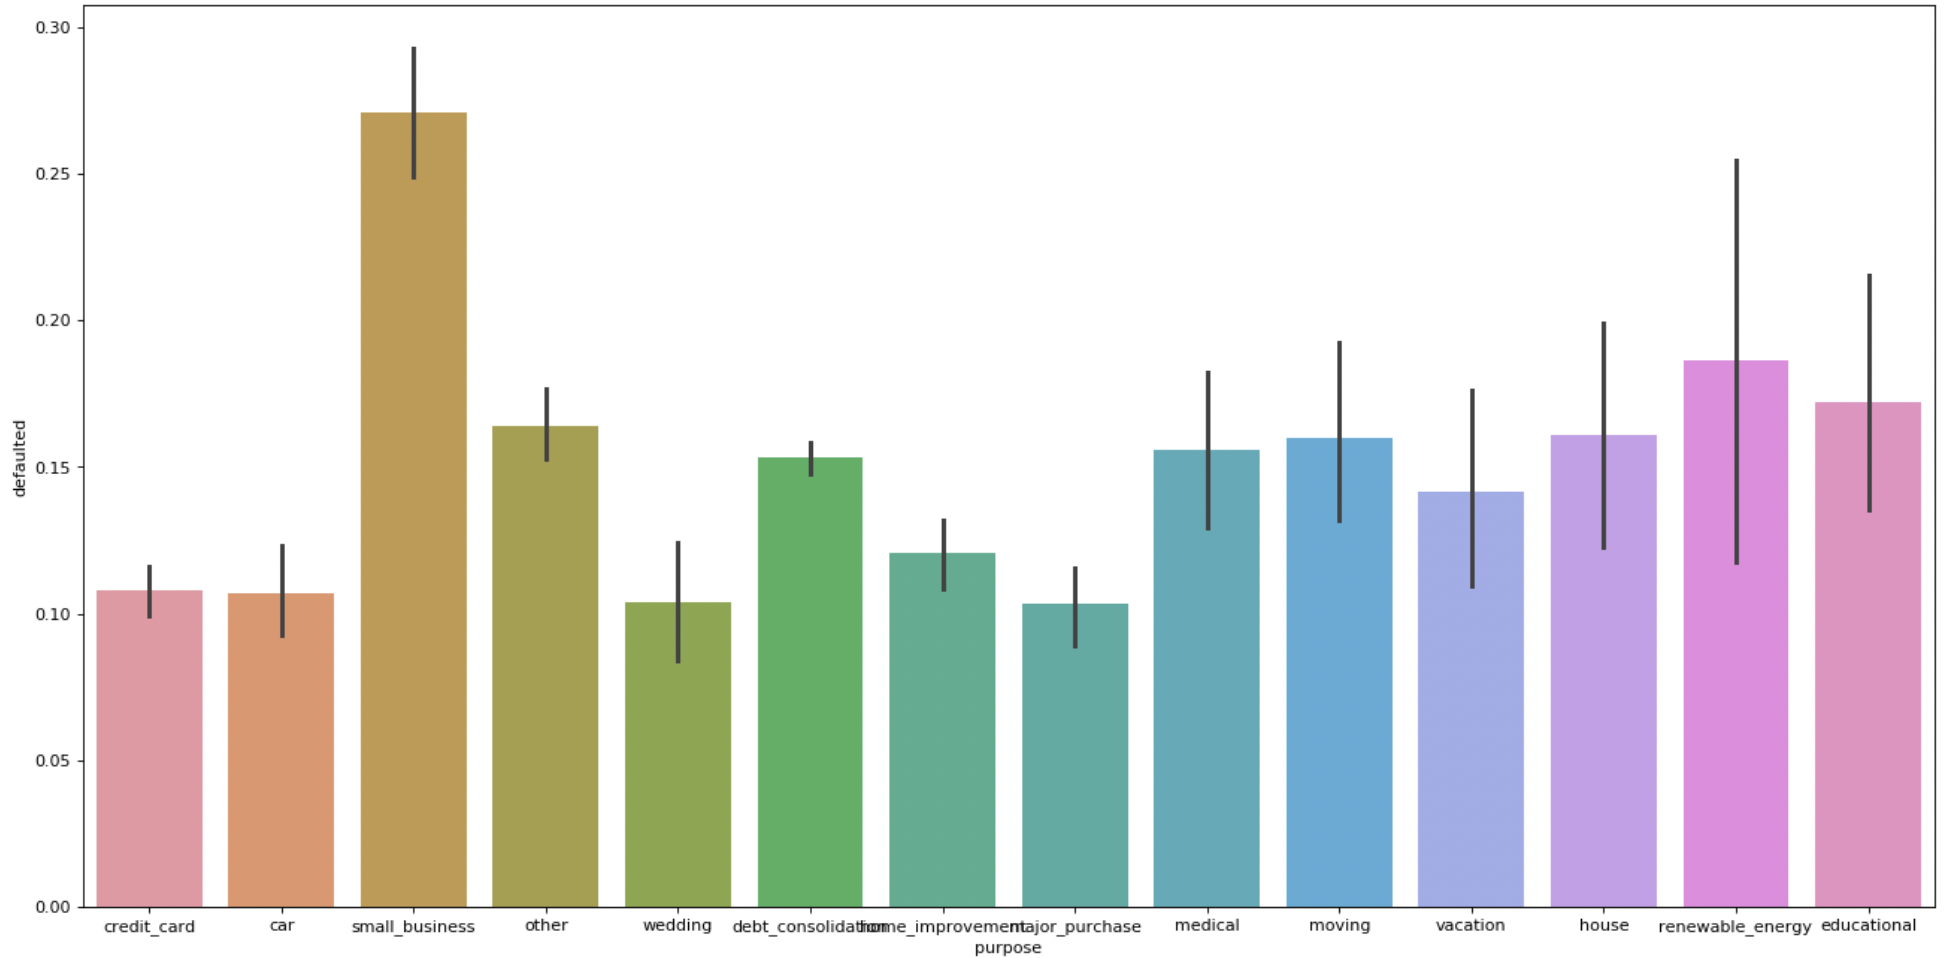 0.30
0.25
0.20
0.15
0.10
0.05
0.00
defaulted
credit_card car small_business other wedding debt_consolidation home_improvement major_purchase medical moving vacation house renewable_energy educational
purpose